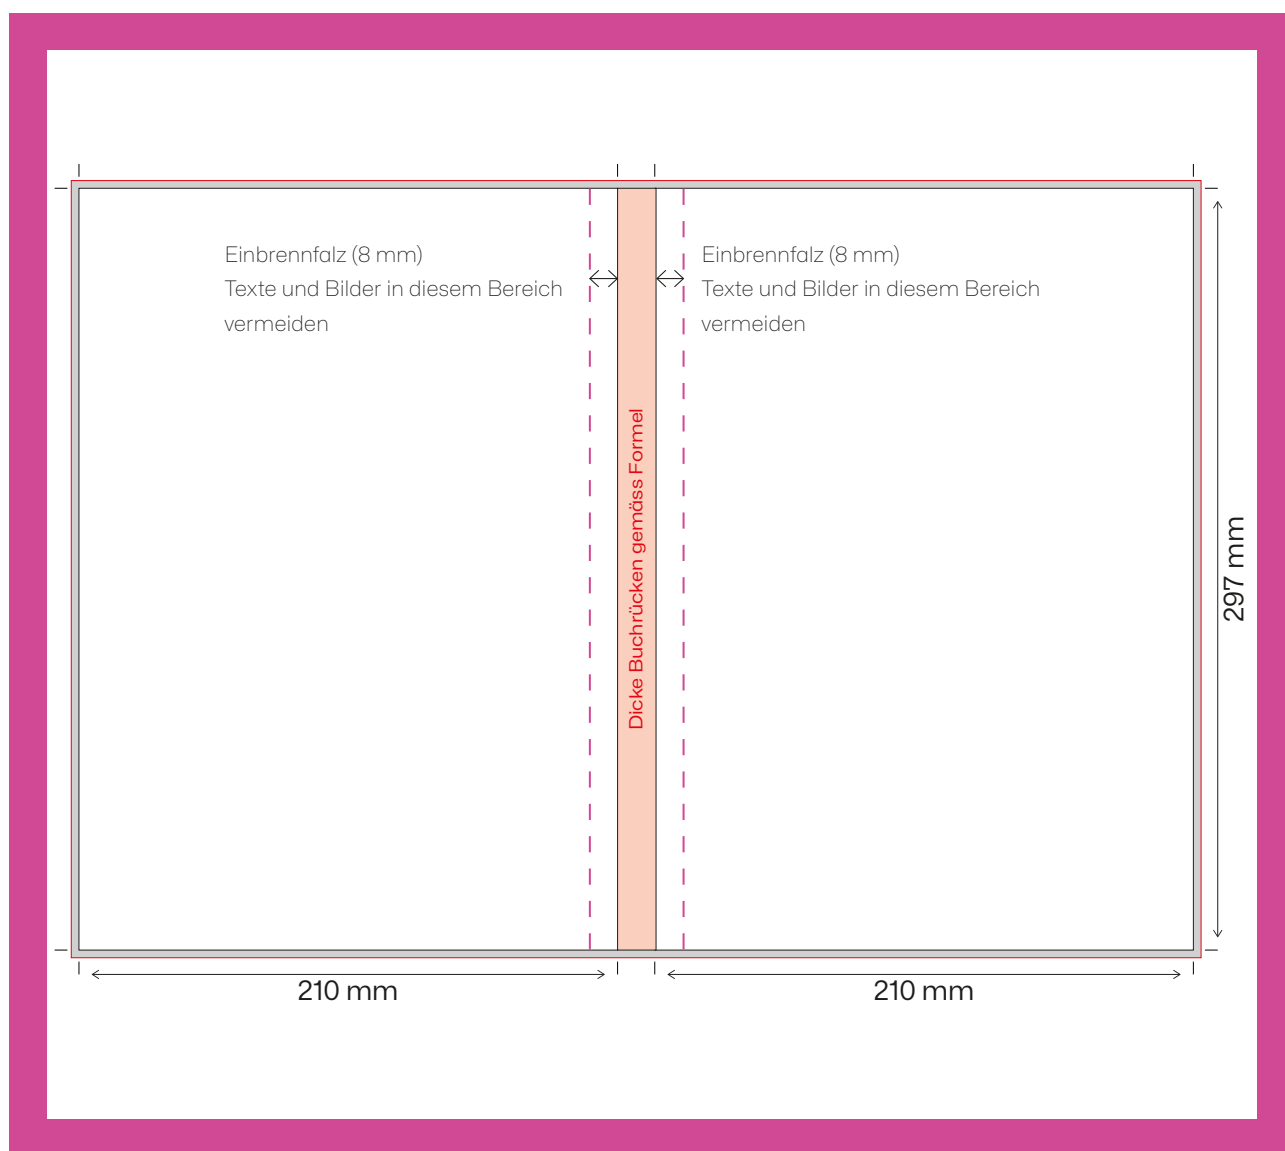 Einbrennfalz (8 mm)
Texte und Bilder in diesem Bereich
vermeiden
Einbrennfalz (8 mm)
Texte und Bilder in diesem Bereich
vermeiden
Dicke Buchrücken gemäss Formel
297 mm
210 mm
210 mm